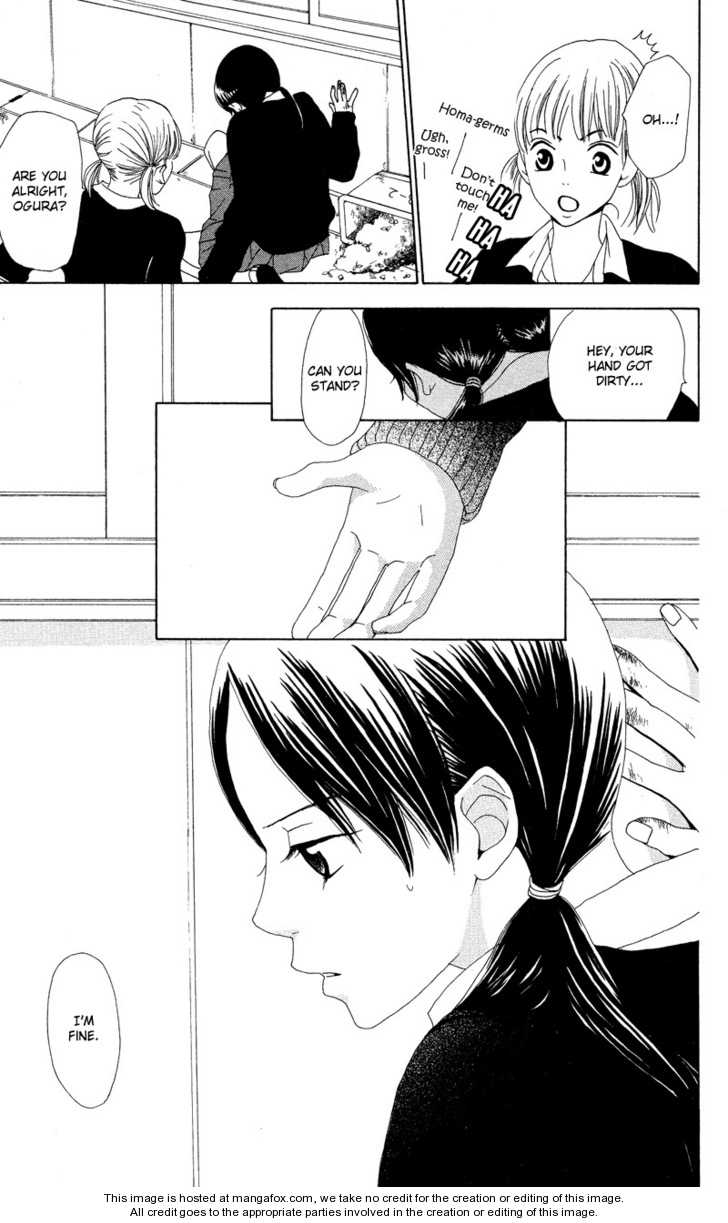 OH...!
Homa-germs
Ugh,
gross!
Don't
touch
me!
HA
HA
HA
ARE YOU
ALRIGHT,
OGURA?
HEY, YOUR
HAND GOT
DIRTY...
CAN YOU
STAND?
I'M
FINE.
This image is hosted at mangafox.com, we take no credit for the creation or editing of this image.
All credit goes to the appropriate parties involved in the creation or editing of this image.